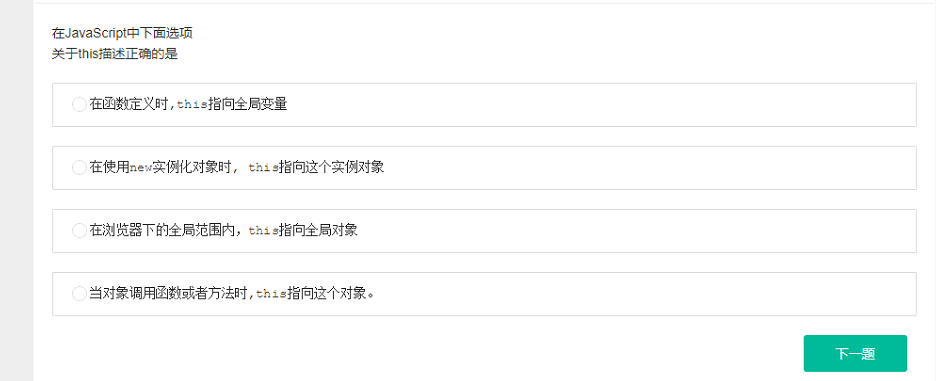 在JavaScript中下面选项
关于this描述正确的是
在函数定义时,this指向全局变量
在使用new实例化对象时, this指向这个实例对象
在浏览器下的全局范围内，this指向全局对象
当对象调用函数或者方法时,this指向这个对象。
下一题